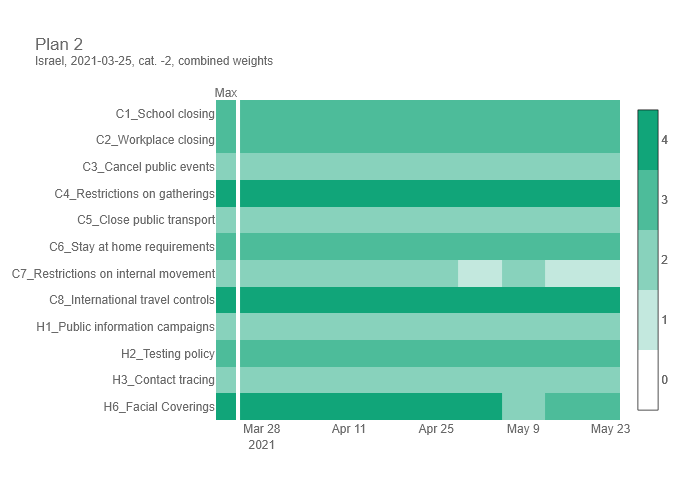 Plan 2
Israel, 2021-03-25, cat. -2, combined weights
Max
C1_School closing
C2_Workplace closing
C3_Cancel public events
C4_Restrictions on gatherings
C5_Close public transport
C6_Stay at home requirements
C7_Restrictions on internal movement
C8_International travel controls
H1_Public information campaigns
H2_Testing policy
H3_Contact tracing
H6_Facial Coverings
Mar 28 Apr 11 Apr 25 May 9 May 23
2021
4
3
2
1
0